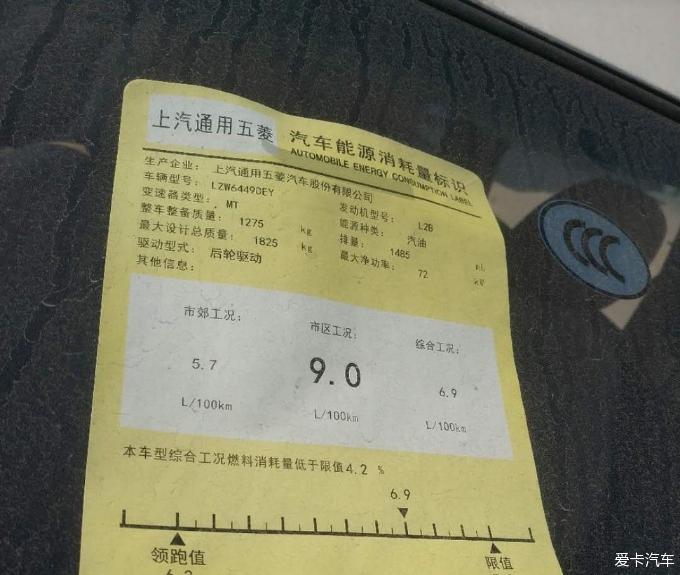 上汽通用五菱 汽车能源消耗量标识
AUTOMOBILE ENERGY CONSUMPTION LABEL
生产企业： 上汽通用五菱汽车股份有限公司
车辆型号： LZW6449DEY 发动机型号： L2B
变速器类型： MT 能源种类： 汽油
整车整备质量： 1275 kg 排量： 1485 mL
最大设计总质量： 1825 kg 最大净功率： 72 kW
驱动型式： 后轮驱动
其他信息：
市郊工况： 市区工况： 综合工况：
5.7 9.0 6.9
L/100km L/100km L/100km
本车型综合工况燃料消耗量低于限值4.2 %
6.9
领跑值 限值
CCC
爱卡汽车